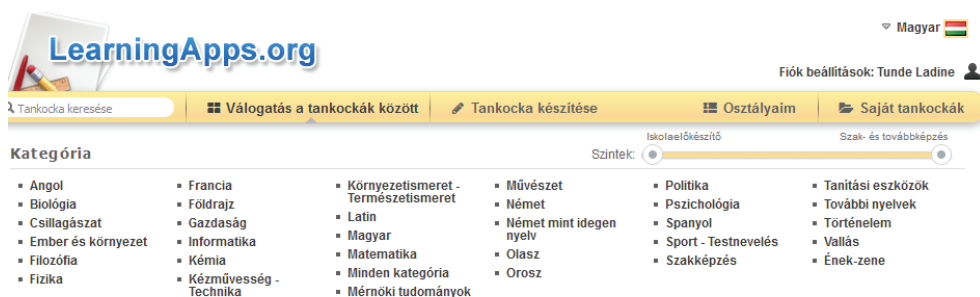 LearningApps.org
Magyar
Fiók beállítások: Tunde Ladine
Tankocka keresése
Válogatás a tankockák között
Tankocka készítése
Osztályaim
Saját tankockák
Kategória
Szintek:
Iskolaelőkészítő
Szak- és továbbképzés
Angol
Biológia
Csillagászat
Ember és környezet
Filozófia
Fizika
Francia
Földrajz
Gazdaság
Informatika
Kémia
Kézművesség -
Technika
Környezetismeret -
Természetismeret
Latin
Magyar
Matematika
Minden kategória
Mérnöki tudományok
Művészet
Német
Német mint idegen
nyelv
Olasz
Orosz
Politika
Pszichológia
Spanyol
Sport - Testnevelés
Szakképzés
Tanítási eszközök
További nyelvek
Történelem
Vallás
Ének-zene